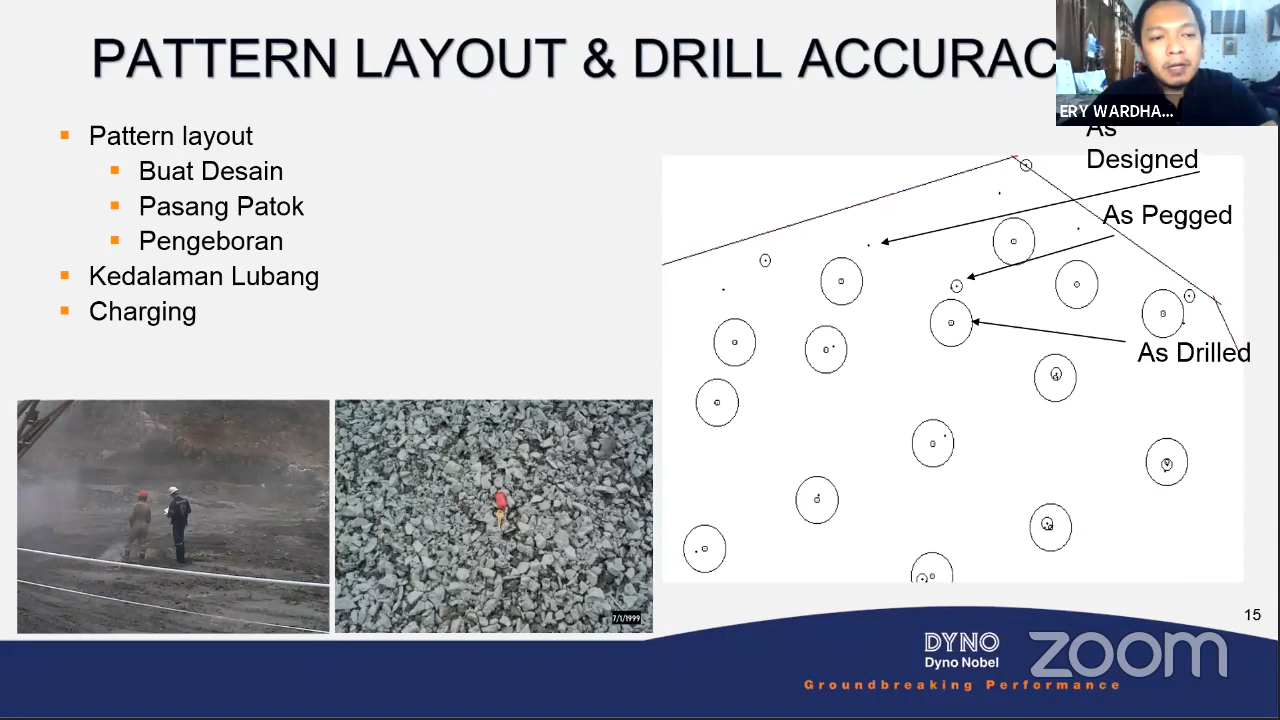 PATTERN LAYOUT & DRILL ACCURAC
ERY WARDHA...
Pattern layout
Buat Desain
Pasang Patok
Pengeboran
Kedalaman Lubang
Charging
As
Designed
As Pegged
As Drilled
7/1/1999
15
DYNO
Dyno Nobel
zoom
Groundbreaking Performance